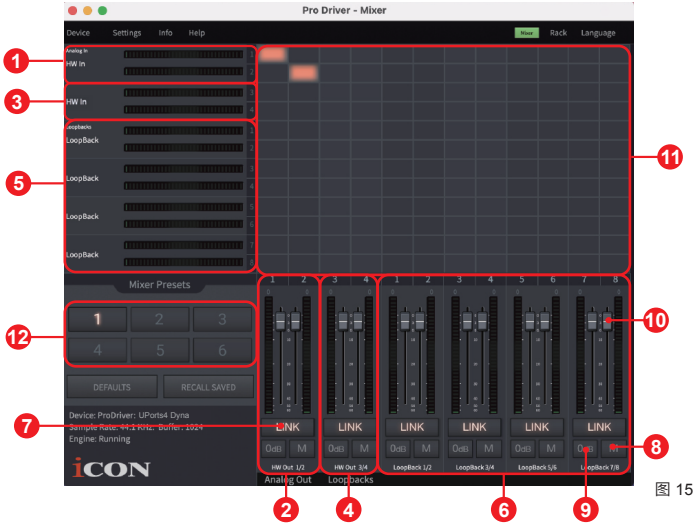 Pro Driver - Mixer
Device Settings Info Help Mixer Rack Language
Analog In
1 HW In 1
2
3 HW In 3
4
11
Loopbacks
LoopBack 1
2
5 LoopBack 3
4
LoopBack 5
6
LoopBack 7
8
Mixer Presets
1 2 3 4 1 2 3 4 5 6 7 8
12
1 2 3
4 5 6
10
DEFAULTS RECALL SAVED
7
LINK LINK LINK LINK LINK LINK
0dB M 0dB M 0dB M 0dB M 0dB M 0dB M
8
Device: ProDriver: UPorts4 Dyna
Sample Rate: 44.1 KHz: Buffer: 1024
Engine: Running
HW Out 1/2 HW Out 3/4 LoopBack 1/2 LoopBack 3/4 LoopBack 5/6 LoopBack 7/8
iCON
Analog Out Loopbacks
2 4 6 9
图 15